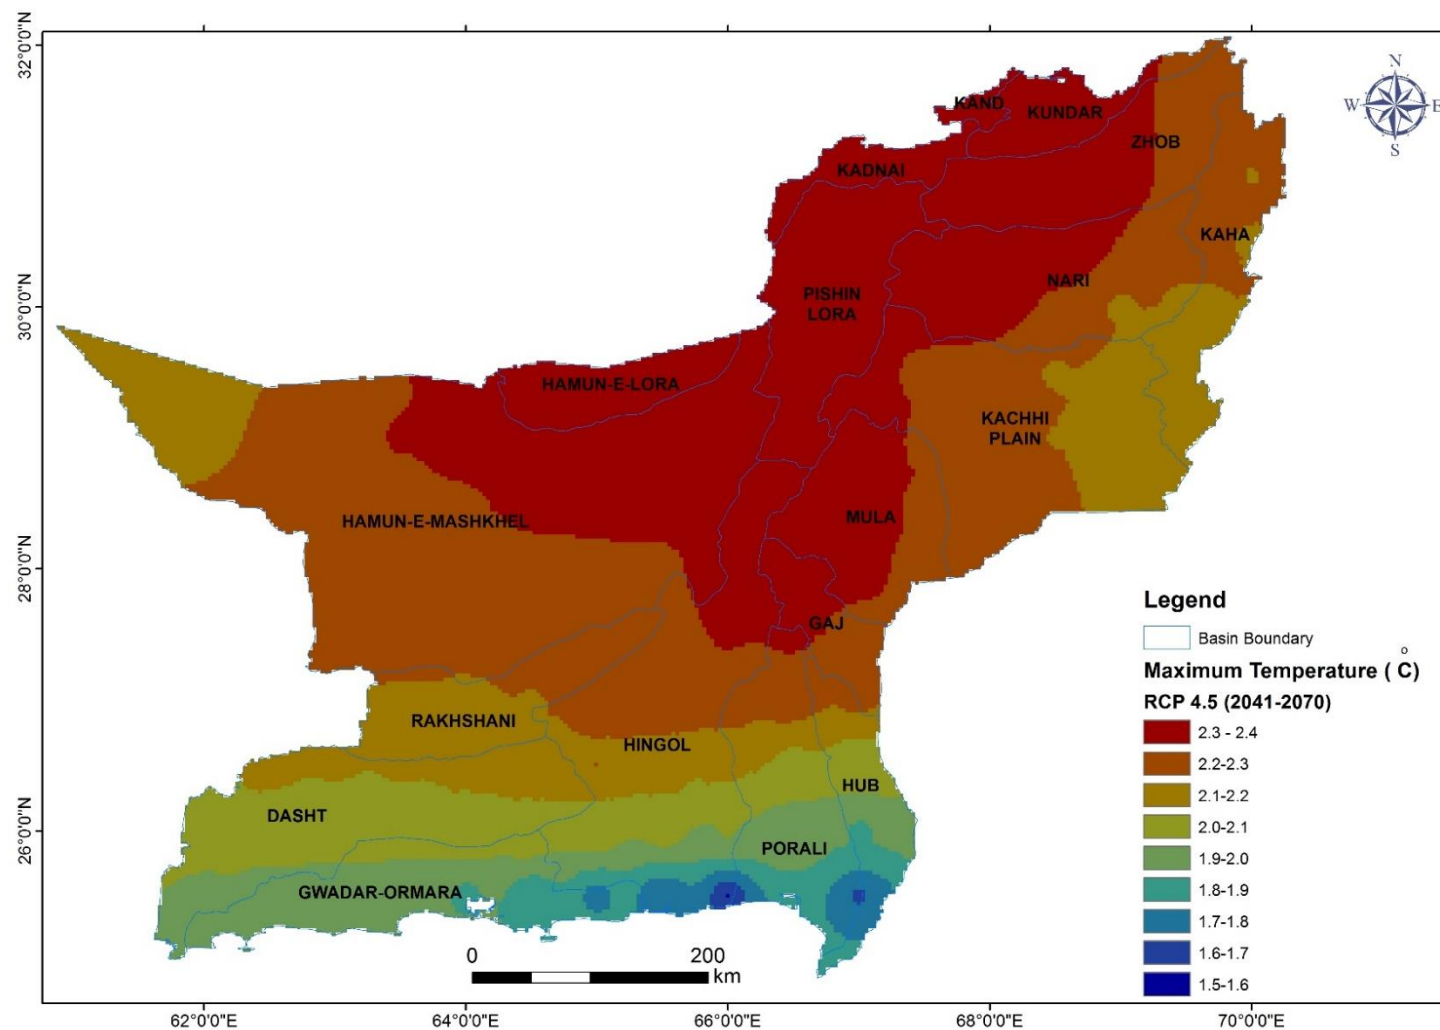 32°0'0"N
30°0'0"N
28°0'0"N
26°0'0"N
N
W E
S
KAND
KUNDAR
ZHOB
KADNAI
KAHA
NARI
PISHIN
LORA
HAMUN-E-LORA
KACHHI
PLAIN
HAMUN-E-MASHKHEL
MULA
GAJ
RAKHSHANI
HINGOL
HUB
DASHT
PORALI
GWADAR-ORMARA
0 200
km
Legend
Basin Boundary
Maximum Temperature ( °C)
RCP 4.5 (2041-2070)
2.3 - 2.4
2.2-2.3
2.1-2.2
2.0-2.1
1.9-2.0
1.8-1.9
1.7-1.8
1.6-1.7
1.5-1.6
62°0'0"E 64°0'0"E 66°0'0"E 68°0'0"E 70°0'0"E